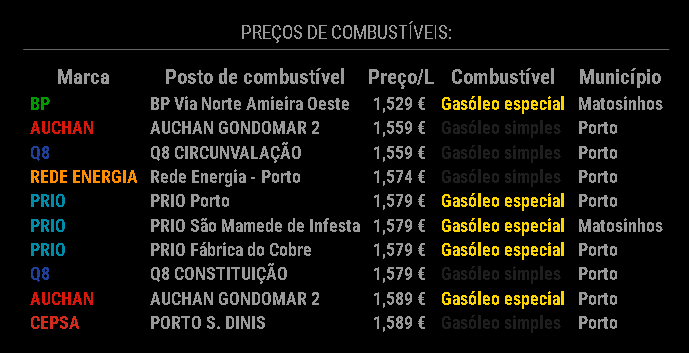 PREÇOS DE COMBUSTÍVEIS:
Marca Posto de combustível Preço/L Combustível Município
BP BP Via Norte Amieira Oeste 1,529 € Gasóleo especial Matosinhos
AUCHAN AUCHAN GONDOMAR 2 1,559 € Gasóleo simples Porto
Q8 Q8 CIRCUNVALAÇÃO 1,559 € Gasóleo simples Porto
REDE ENERGIA Rede Energia - Porto 1,574 € Gasóleo simples Porto
PRIO PRIO Porto 1,579 € Gasóleo especial Porto
PRIO PRIO São Mamede de Infesta 1,579 € Gasóleo especial Matosinhos
PRIO PRIO Fábrica do Cobre 1,579 € Gasóleo especial Porto
Q8 Q8 CONSTITUIÇÃO 1,579 € Gasóleo simples Porto
AUCHAN AUCHAN GONDOMAR 2 1,589 € Gasóleo especial Porto
CEPSA PORTO S. DINIS 1,589 € Gasóleo simples Porto